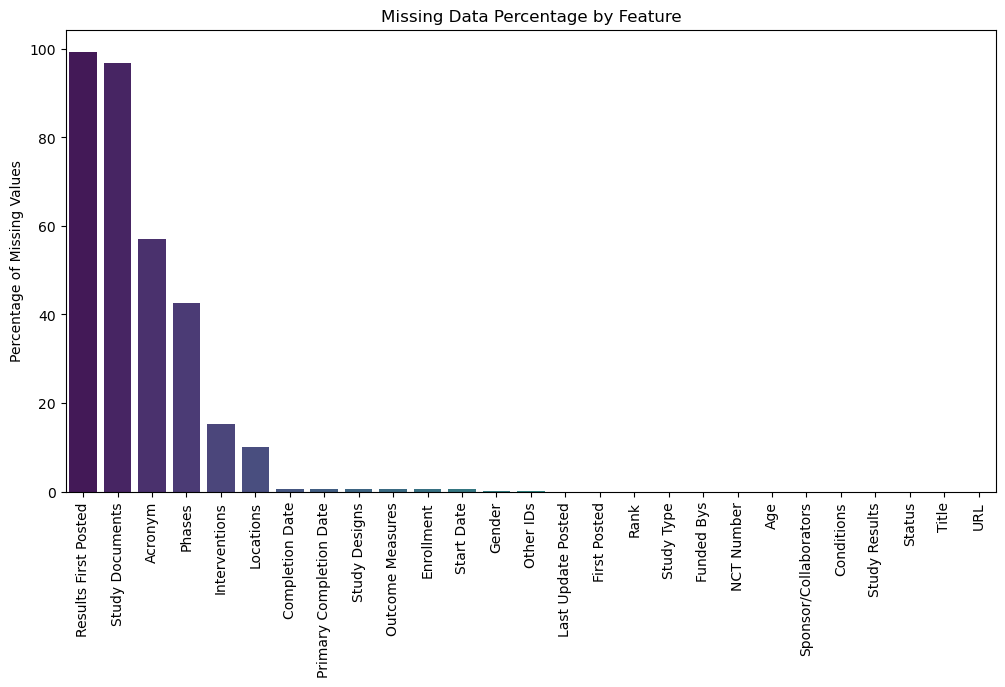 Missing Data Percentage by Feature
Percentage of Missing Values
100
80
60
40
20
0
Results First Posted
Study Documents
Acronym
Phases
Interventions
Locations
Completion Date
Primary Completion Date
Study Designs
Outcome Measures
Enrollment
Start Date
Gender
Other IDs
Last Update Posted
First Posted
Rank
Study Type
Funded Bys
NCT Number
Age
Sponsor/Collaborators
Conditions
Study Results
Status
Title
URL